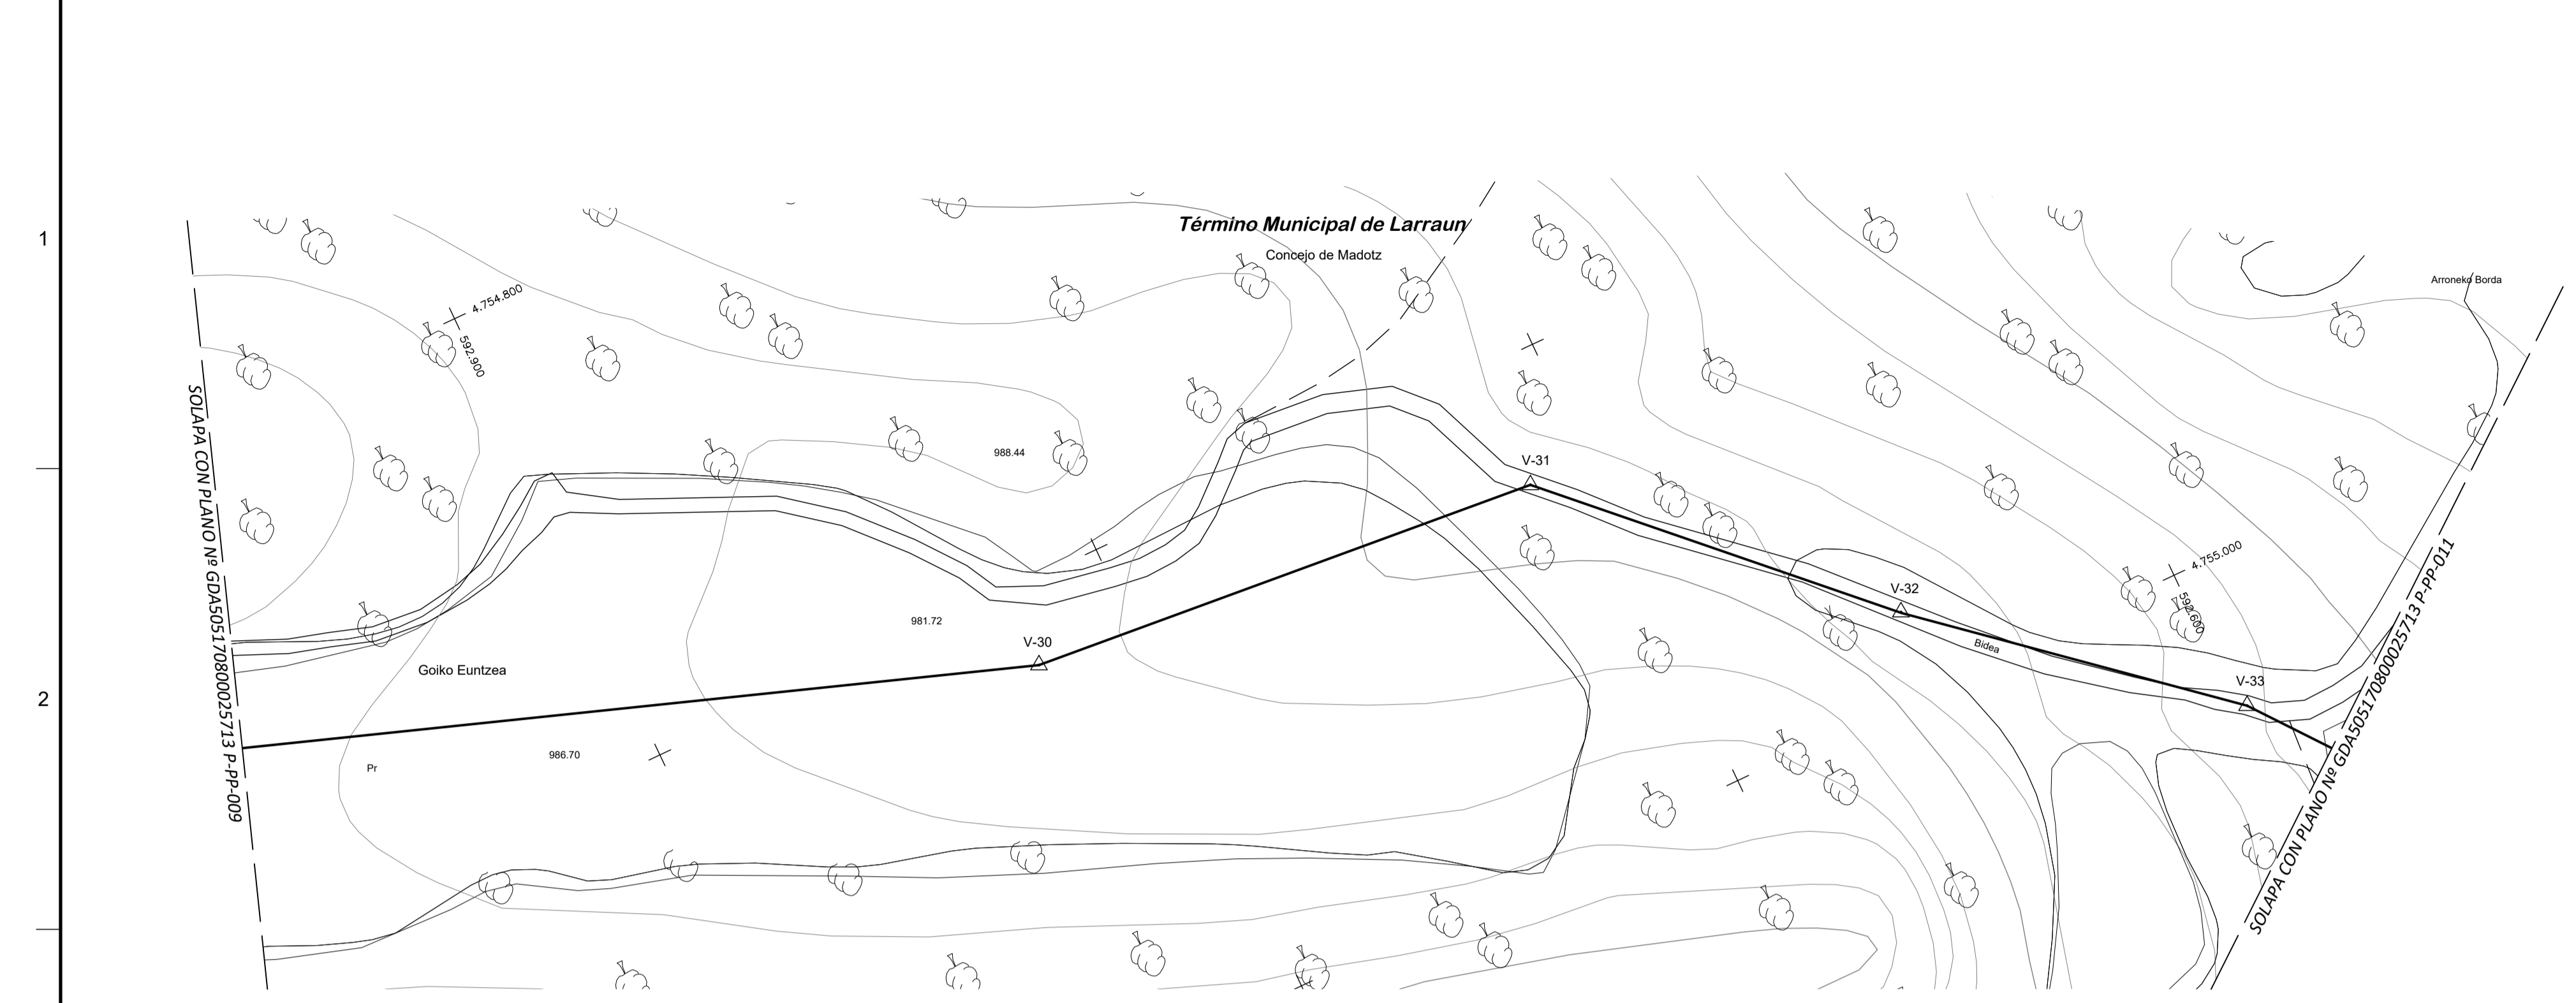 1
2
Término Municipal de Larraun
Concejo de Madotz
Arroneko Borda
4.754.800
592.900
SOLAPA CON PLANO Nº GDA5051708000025713 P-PP-009
988.44
V-31
981.72
V-30
Goiko Euntzea
986.70
Pr
V-32
Bidea
4.755.000
592.600
V-33
SOLAPA CON PLANO Nº GDA5051708000025713 P-PP-011